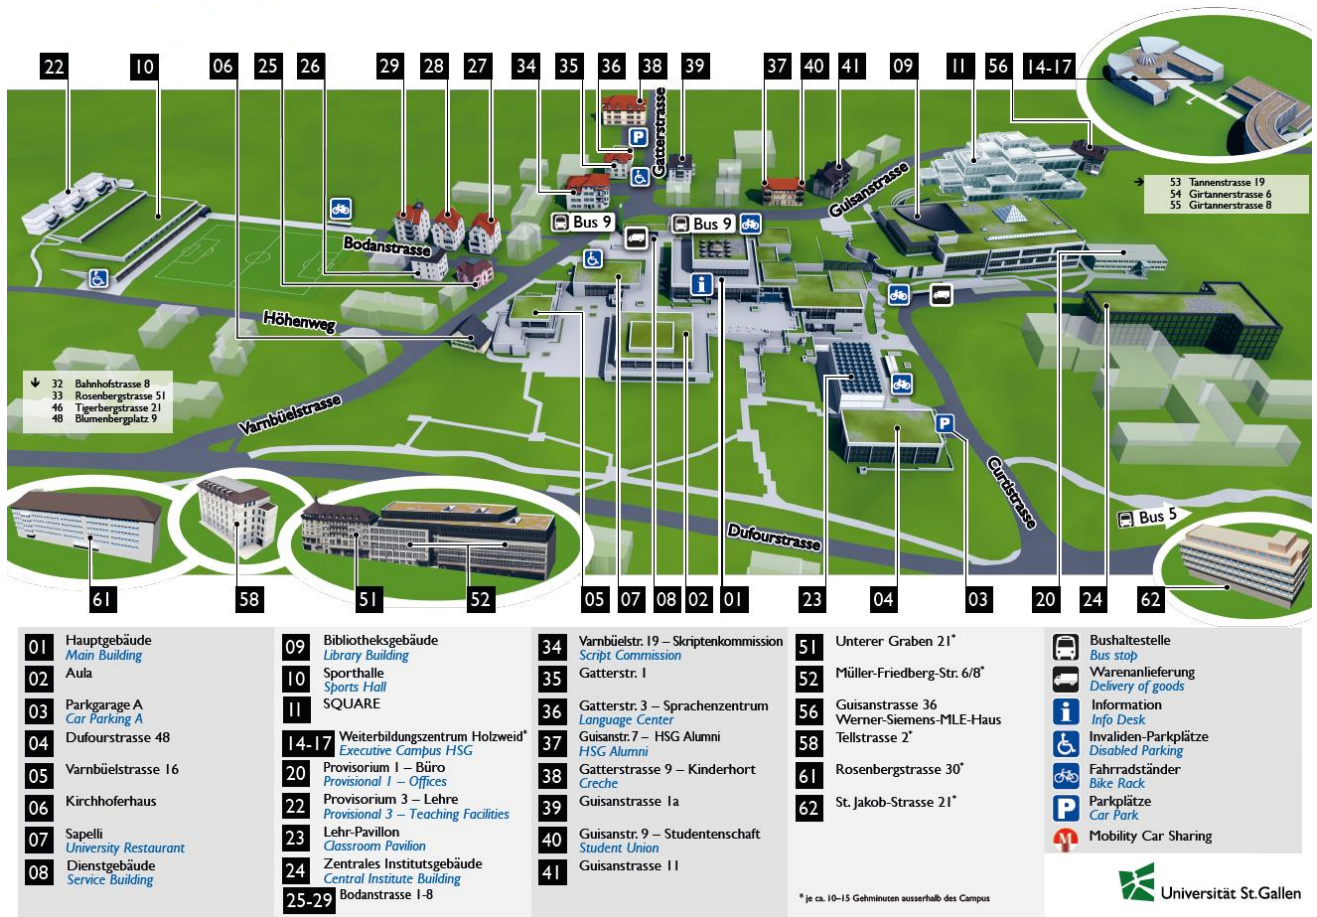 22
10
06
25
26
29
28
27
34
35
36
38
39
37
40
41
09
11
56
14-17
Gatterstrasse
Guisanstrasse
53 Tannenstrasse 19
54 Girtannerstrasse 6
55 Girtannerstrasse 8
P
Bus 9
Bus 9
Bodanstrasse
i
Höhenweg
32 Bahnhofstrasse 8
33 Rosenbergstrasse 51
46 Tigerbergstrasse 21
48 Blumenbergplatz 9
Varnbüelstrasse
P
Curtistrasse
Bus 5
Dufourstrasse
61
58
51
52
05
07
08
02
01
23
04
03
20
24
62
01 Hauptgebäude
Main Building
02 Aula
03 Parkgarage A
Car Parking A
04 Dufourstrasse 48
05 Varnbüelstrasse 16
06 Kirchhoferhaus
07 Sapelli
University Restaurant
08 Dienstgebäude
Service Building
09 Bibliotheksgebäude
Library Building
10 Sporthalle
Sports Hall
11 SQUARE
14-17 Weiterbildungszentrum Holzweid*
Executive Campus HSG
20 Provisorium 1 – Büro
Provisional 1 – Offices
22 Provisorium 3 – Lehre
Provisional 3 – Teaching Facilities
23 Lehr-Pavillon
Classroom Pavilion
24 Zentrales Institutsgebäude
Central Institute Building
25-29 Bodanstrasse 1-8
34 Varnbüelstr. 19 – Skriptenkommission
Script Commission
35 Gatterstr. 1
36 Gatterstr. 3 – Sprachenzentrum
Language Center
37 Guisanstr. 7 – HSG Alumni
HSG Alumni
38 Gatterstrasse 9 – Kinderhort
Creche
39 Guisanstrasse 1a
40 Guisanstr. 9 – Studentenschaft
Student Union
41 Guisanstrasse 11
51 Unterer Graben 21*
52 Müller-Friedberg-Str. 6/8*
56 Guisanstrasse 36
Werner-Siemens-MLE-Haus
58 Tellstrasse 2*
61 Rosenbergstrasse 30*
62 St. Jakob-Strasse 21*
* je ca. 10–15 Gehminuten ausserhalb des Campus
Bushaltestelle
Bus stop
Warenanlieferung
Delivery of goods
i Information
Info Desk
Invaliden-Parkplätze
Disabled Parking
Fahrradständer
Bike Rack
P Parkplätze
Car Park
M Mobility Car Sharing
Universität St.Gallen